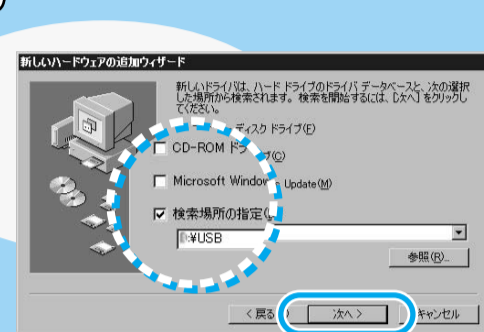 新しいハードウェアの追加ウィザード
新しいドライバは、ハード ドライブのドライバ データベースと、次の選択
した場所から検索されます。検索を開始するには、[次へ] をクリックし
てください。
ディスク ドライブ(F)
CD-ROM ドラ ブ(C)
Microsoft Windows Update(M)
検索場所の指定(
:¥USB
参照(R)...
< 戻る
次へ >
キャンセル